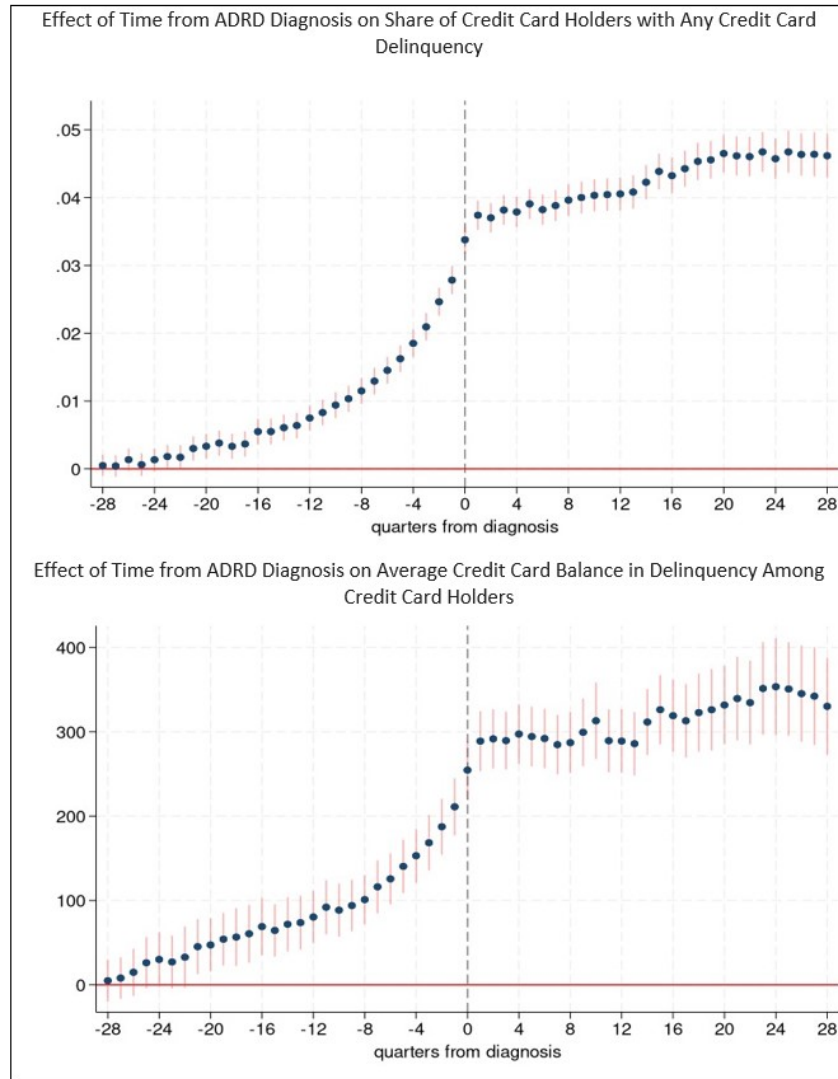 Effect of Time from ADRD Diagnosis on Share of Credit Card Holders with Any Credit Card
Delinquency
.05
.04
.03
.02
.01
0
-28 -24 -20 -16 -12 -8 -4 0 4 8 12 16 20 24 28
quarters from diagnosis
Effect of Time from ADRD Diagnosis on Average Credit Card Balance in Delinquency Among
Credit Card Holders
400
300
200
100
0
-28 -24 -20 -16 -12 -8 -4 0 4 8 12 16 20 24 28
quarters from diagnosis